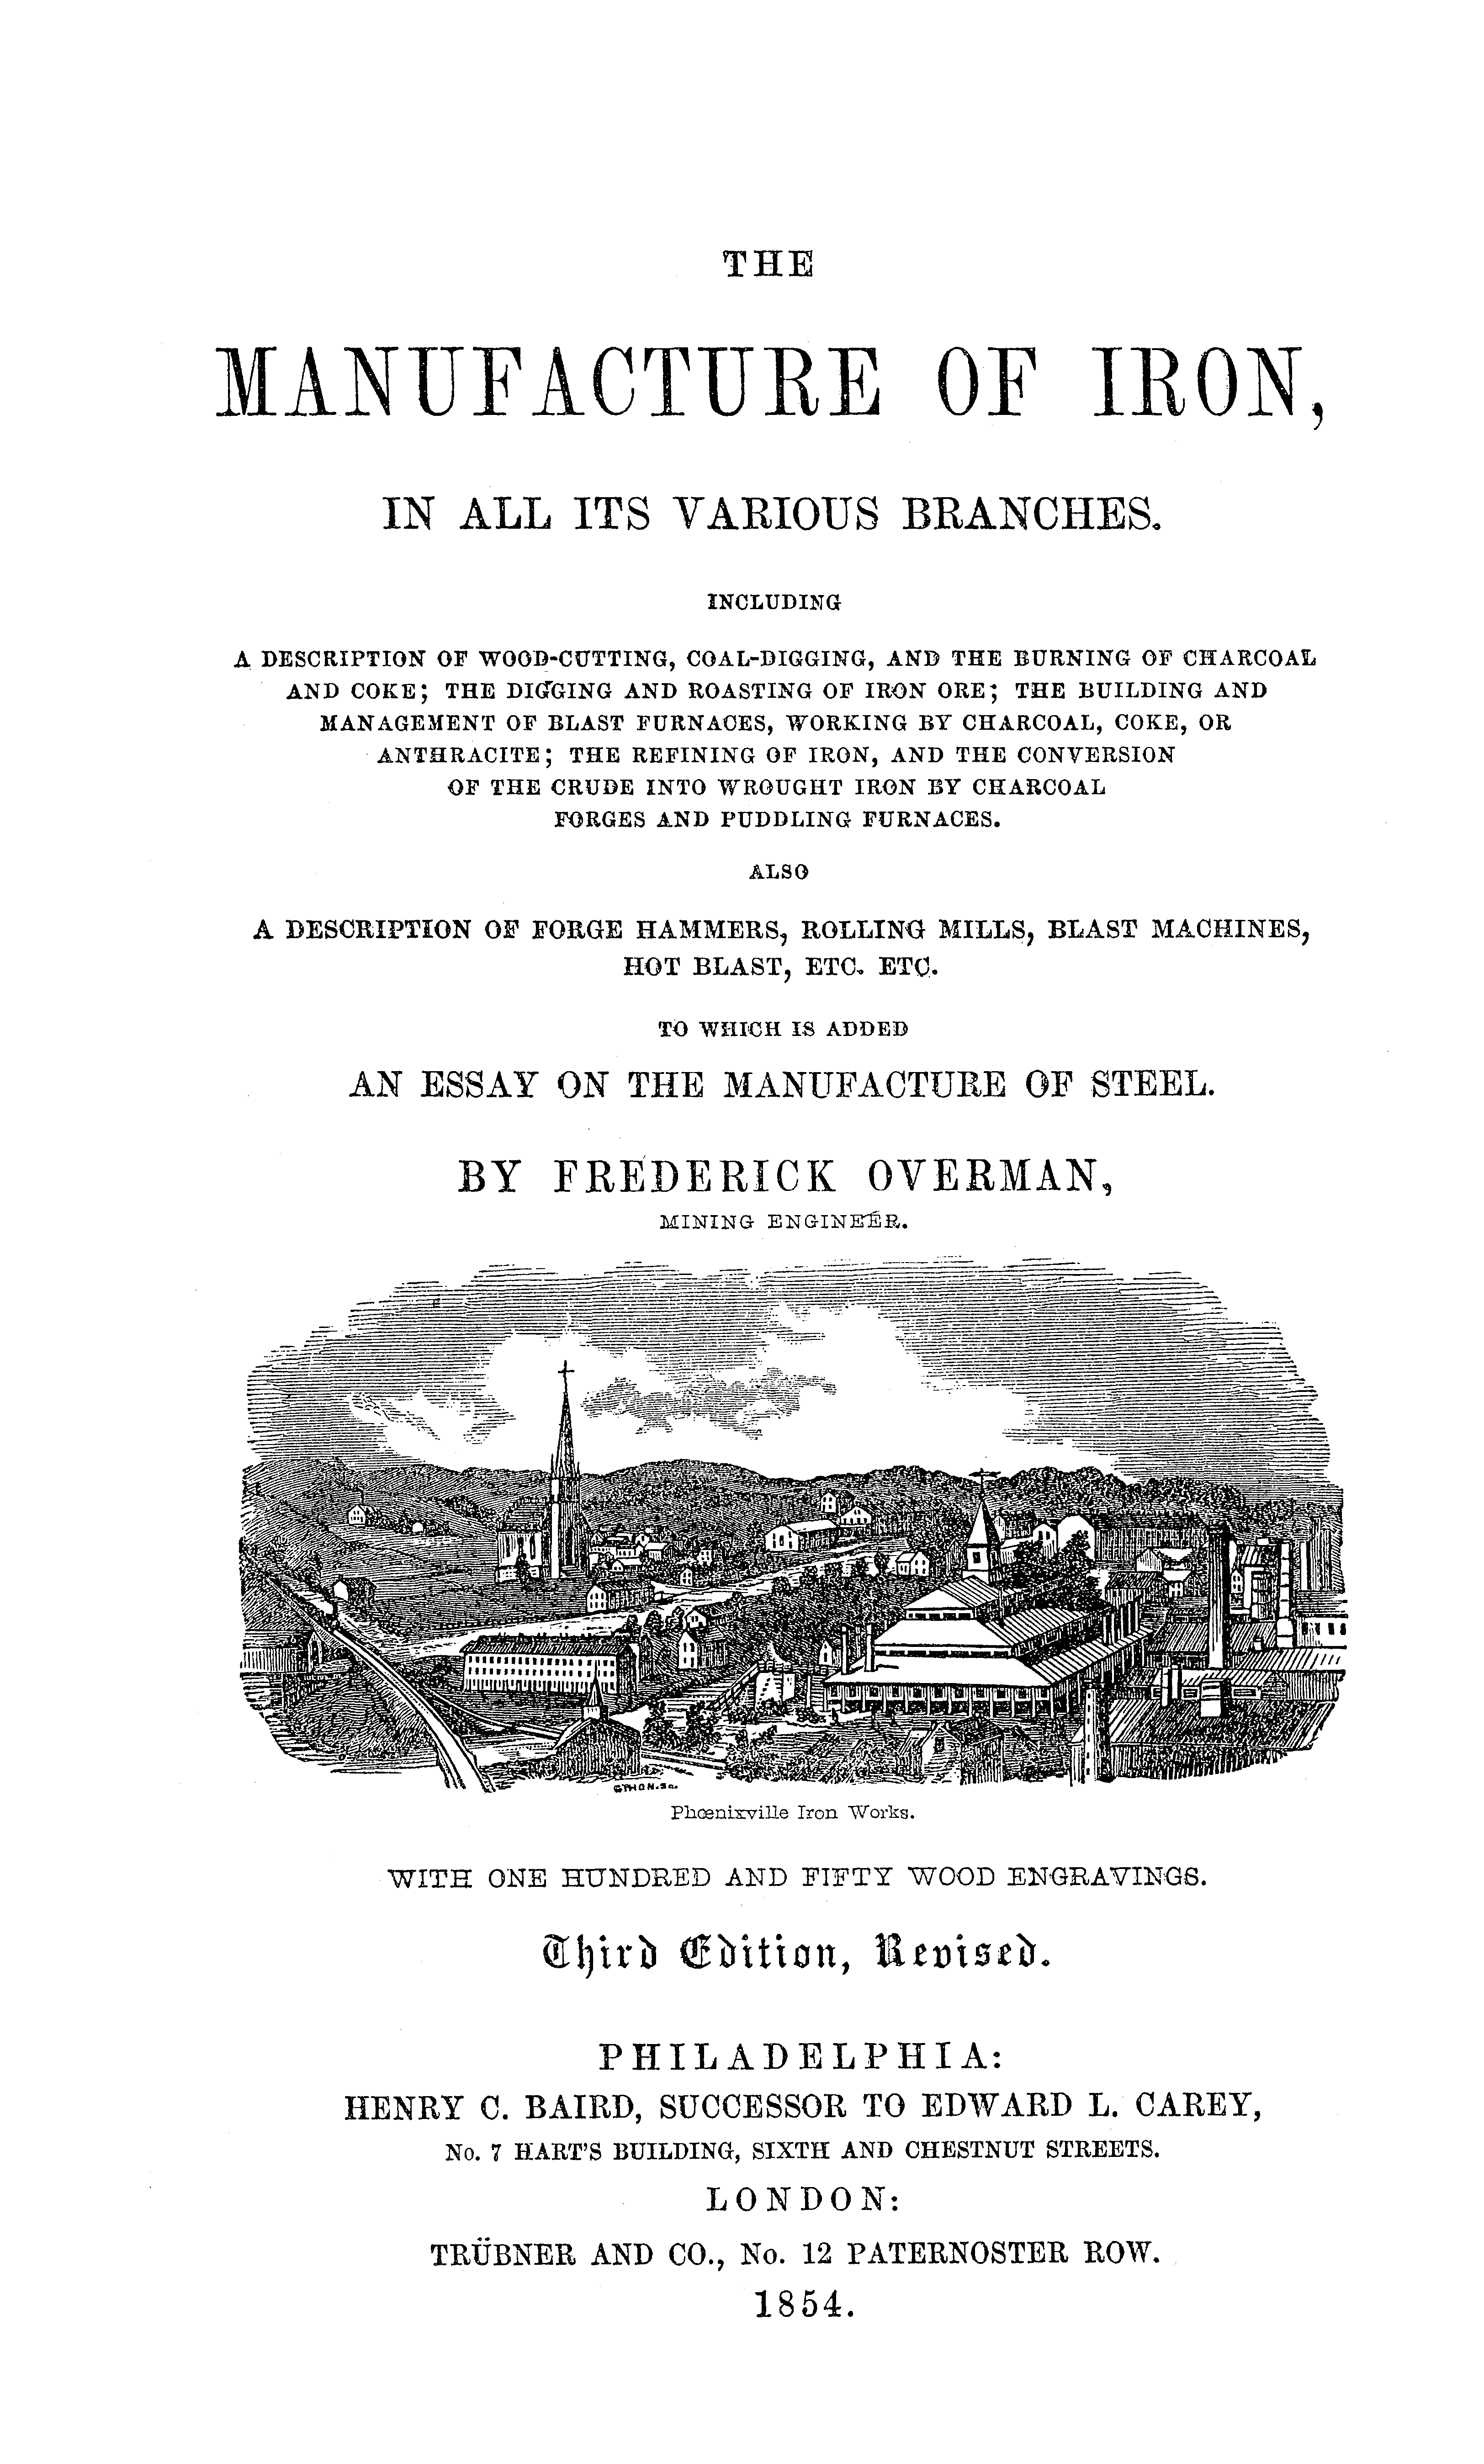 THE
MANUFACTURE OF IRON,
IN ALL ITS VARIOUS BRANCHES.
INCLUDING
A DESCRIPTION OF WOOD-CUTTING, COAL-DIGGING, AND THE BURNING OF CHARCOAL
AND COKE; THE DIGGING AND ROASTING OF IRON ORE; THE BUILDING AND
MANAGEMENT OF BLAST FURNACES, WORKING BY CHARCOAL, COKE, OR
ANTHRACITE; THE REFINING OF IRON, AND THE CONVERSION
OF THE CRUDE INTO WROUGHT IRON BY CHARCOAL
FORGES AND PUDDLING FURNACES.
ALSO
A DESCRIPTION OF FORGE HAMMERS, ROLLING MILLS, BLAST MACHINES,
HOT BLAST, ETC. ETC.
TO WHICH IS ADDED
AN ESSAY ON THE MANUFACTURE OF STEEL.
BY FREDERICK OVERMAN,
MINING ENGINEER.
Phœnixville Iron Works.
WITH ONE HUNDRED AND FIFTY WOOD ENGRAVINGS.
Third Edition, Revised.
PHILADELPHIA:
HENRY C. BAIRD, SUCCESSOR TO EDWARD L. CAREY,
No. 7 HART'S BUILDING, SIXTH AND CHESTNUT STREETS.
LONDON:
TRÜBNER AND CO., No. 12 PATERNOSTER ROW.
1854.